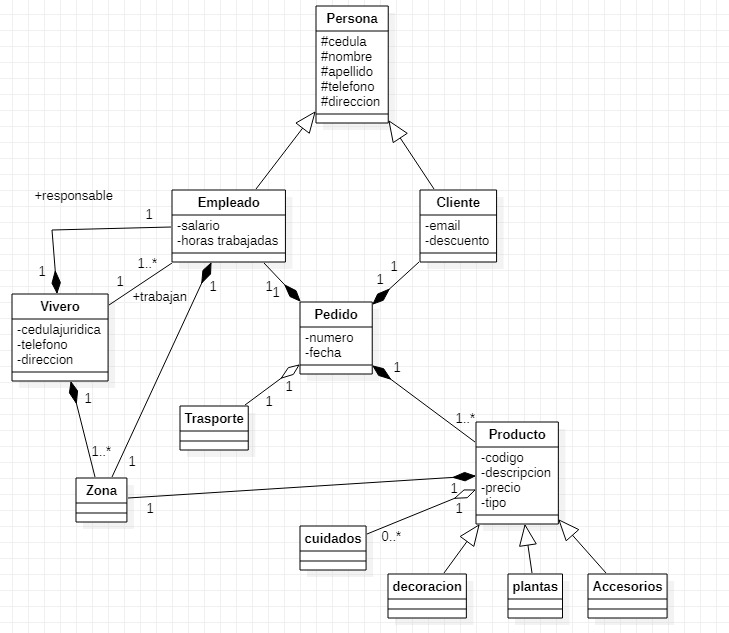 Persona
#cedula
#nombre
#apellido
#telefono
#direccion
Empleado
-salario
-horas trabajadas
Cliente
-email
-descuento
+responsable
1
1
1..*
1
+trabajan
1
1
1
1
1
Vivero
-cedulajuridica
-telefono
-direccion
Pedido
-numero
-fecha
1
1
1
1
1..*
Trasporte
1..*
1
Producto
-codigo
-descripcion
-precio
-tipo
Zona
1
1
1
cuidados
0..*
decoracion
plantas
Accesorios